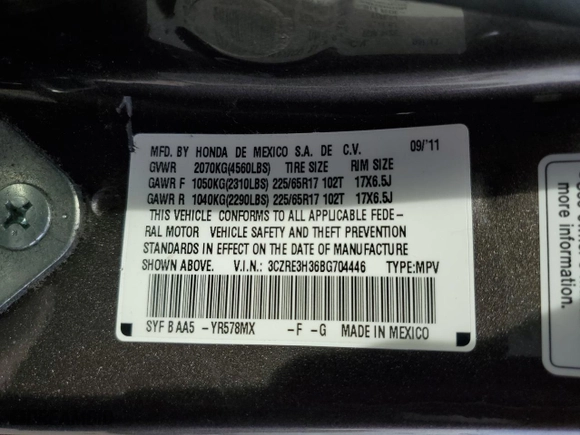 MFD. BY HONDA DE MEXICO S.A. DE C.V. 09/'11
GVWR 2070KG(4560LBS) TIRE SIZE RIM SIZE
GAWR F 1050KG(2310LBS) 225/65R17 102T 17X6.5J
GAWR R 1040KG(2290LBS) 225/65R17 102T 17X6.5J
THIS VEHICLE CONFORMS TO ALL APPLICABLE FEDE-
RAL MOTOR VEHICLE SAFETY AND THEFT PREVENTION
STANDARDS IN EFFECT ON THE DATE OF MANUFACTURE
SHOWN ABOVE. V.I.N.: 3CZRE3H36BG704446 TYPE:MPV
SYF B AA5 -YR578MX -F -G MADE IN MEXICO
more information.